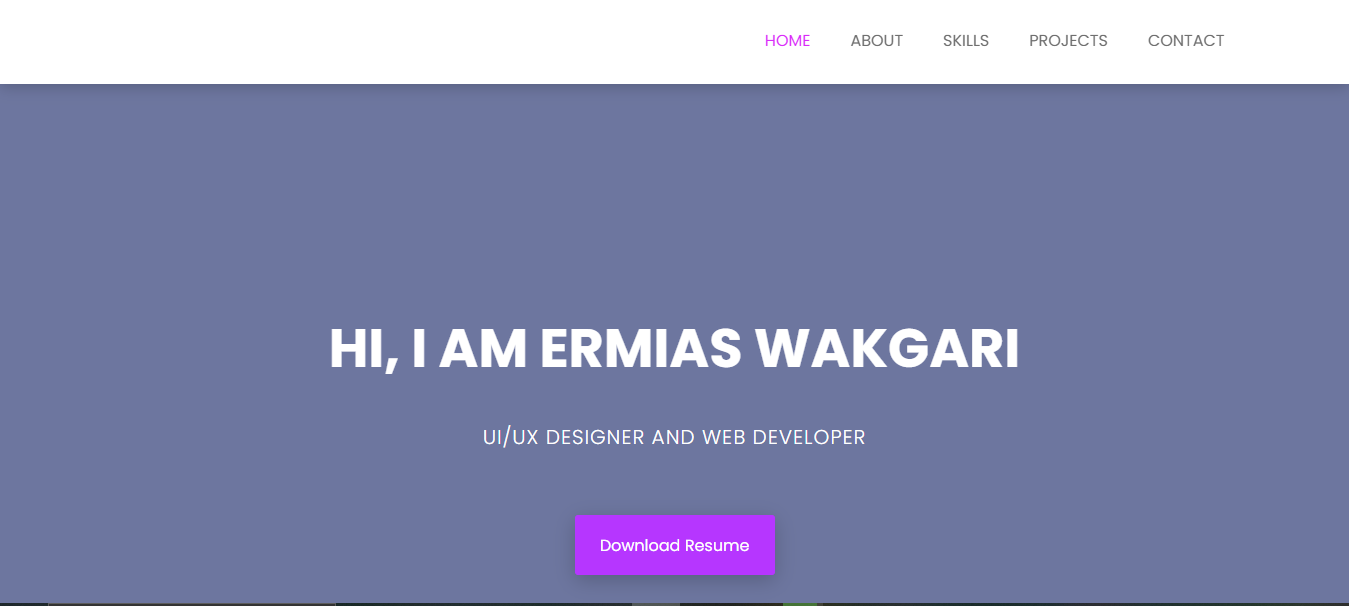 HOME ABOUT SKILLS PROJECTS CONTACT
HI, I AM ERMIAS WAKGARI
UI/UX DESIGNER AND WEB DEVELOPER
Download Resume